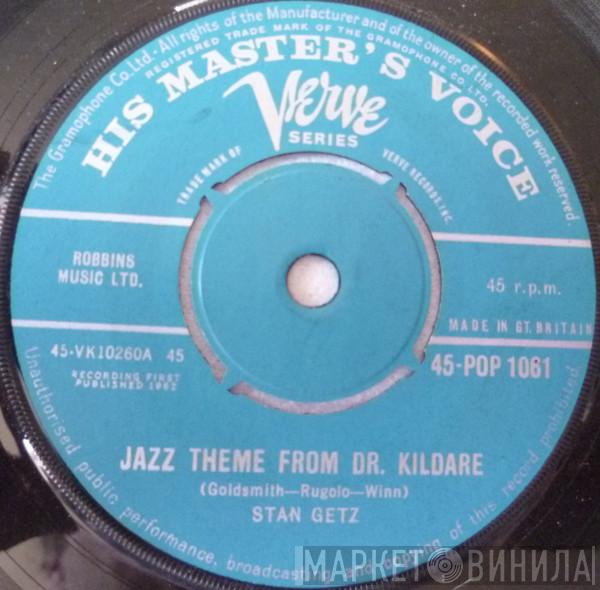 The Gramophone Co. Ltd. · All rights of the Manufacturer and of the owner of the recorded work reserved.
REGISTERED TRADE MARK OF THE GRAMOPHONE CO LTD.
HIS MASTER'S VOICE
Verve
SERIES
TRADE MARK OF
VERVE RECORDS, INC
ROBBINS
MUSIC LTD.
45 r.p.m.
MADE IN GT. BRITAIN
45-VK10260A 45
RECORDING FIRST
PUBLISHED 1962
45-POP 1061
JAZZ THEME FROM DR. KILDARE
(Goldsmith—Rugolo—Winn)
STAN GETZ
Unauthorised public performance, broadcasting and copying of this record prohibited.
МАРКЕТ ВИНИЛА